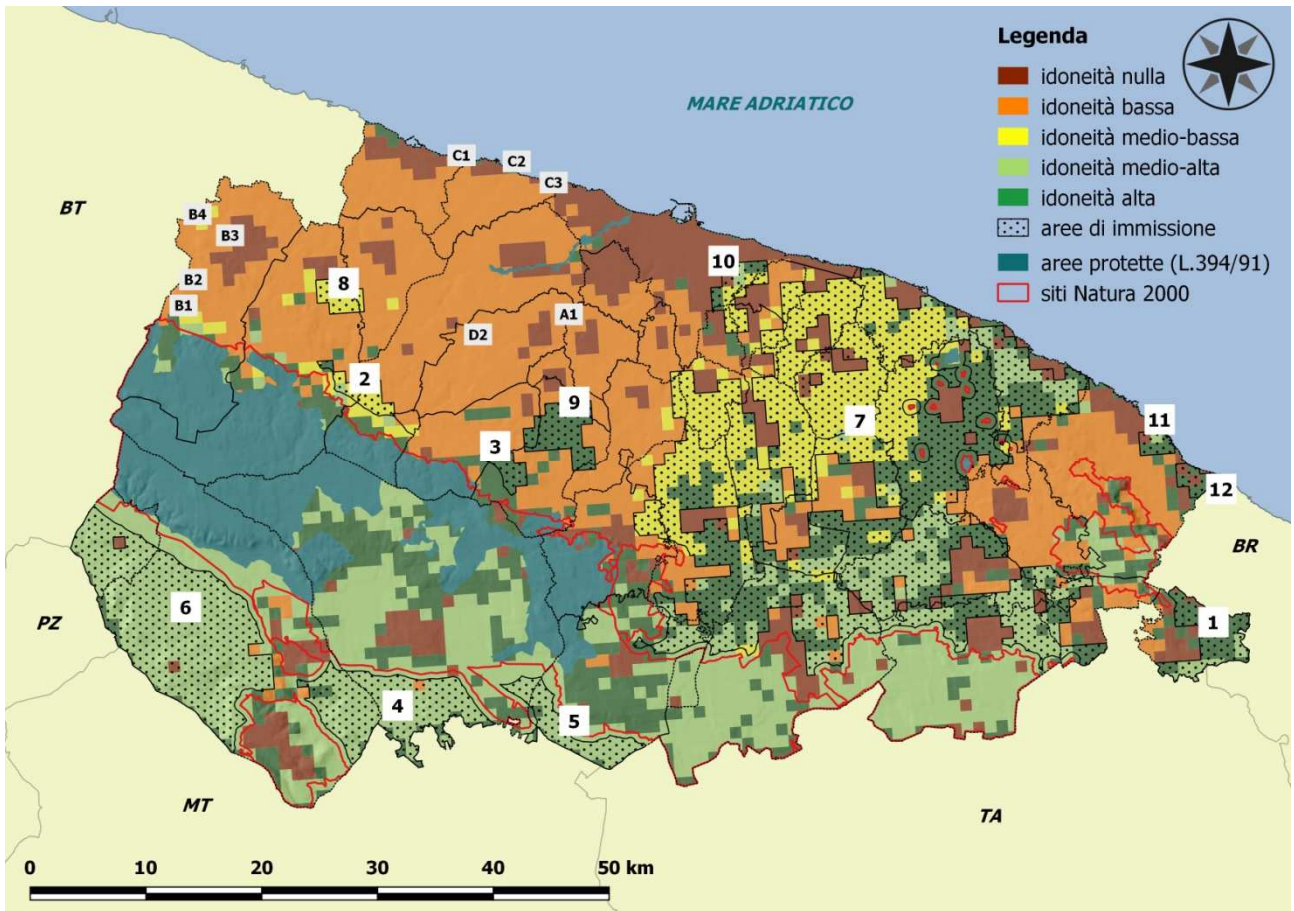 Legenda
idoneità nulla
idoneità bassa
idoneità medio-bassa
idoneità medio-alta
idoneità alta
aree di immissione
aree protette (L.394/91)
siti Natura 2000
MARE ADRIATICO
C1
C2
C3
BT
B4
B3
B2
B1
10
8
A1
D2
2
9
7
3
11
12
BR
1
6
PZ
4
5
MT
TA
0 10 20 30 40 50 km